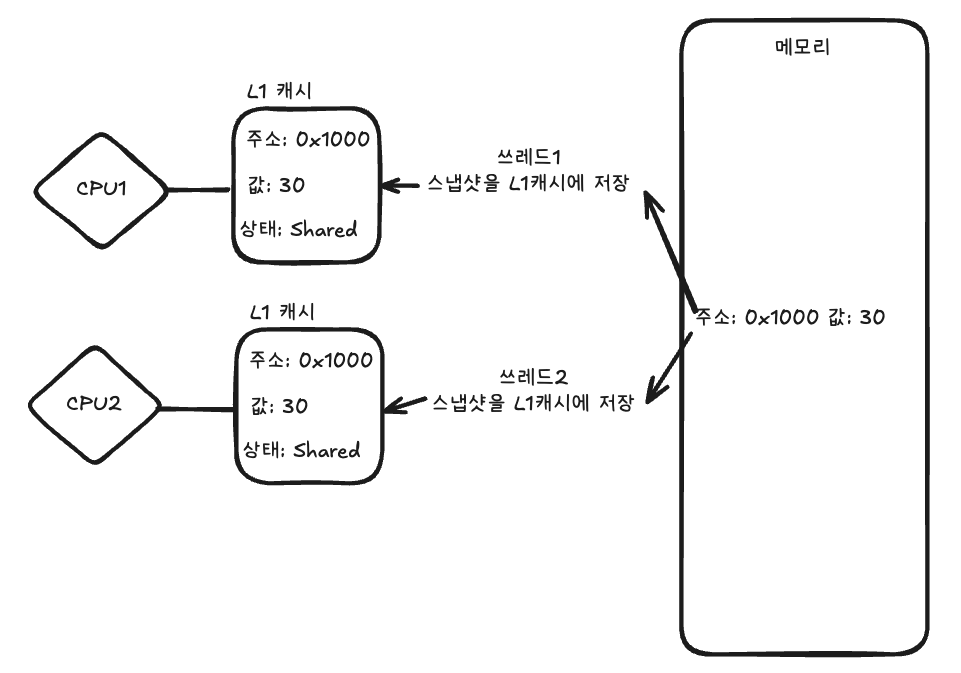 메모리
L1 캐시
주소: 0x1000
값: 30
상태: Shared
CPU1
쓰레드1
스냅샷을 L1캐시에 저장
주소: 0x1000 값: 30
L1 캐시
주소: 0x1000
값: 30
상태: Shared
CPU2
쓰레드2
스냅샷을 L1캐시에 저장